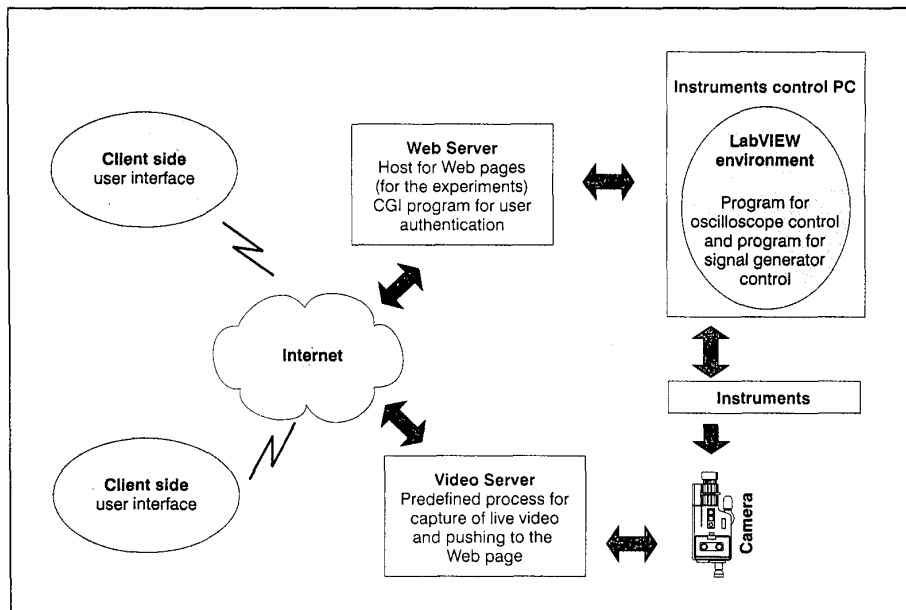 Client side
user interface
Web Server
Host for Web pages
(for the experiments)
CGI program for user
authentication
Instruments control PC
LabVIEW
environment
Program for
oscilloscope control
and program for
signal generator
control
Internet
Instruments
Client side
user interface
Video Server
Predefined process for
capture of live video
and pushing to the
Web page
Camera